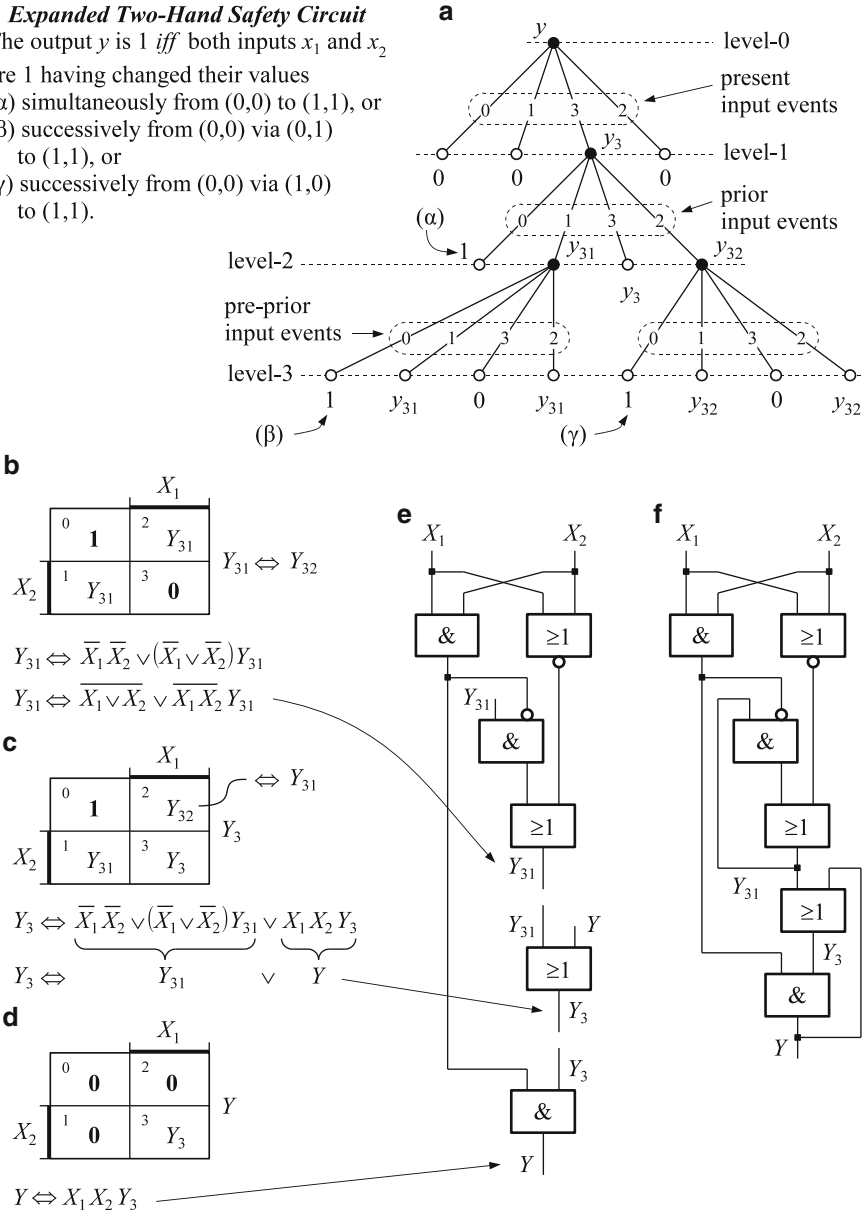 Expanded Two-Hand Safety Circuit
The output y is 1 iff both inputs x₁ and x₂
are 1 having changed their values
(α) simultaneously from (0,0) to (1,1), or
(β) successively from (0,0) via (0,1)
to (1,1), or
(γ) successively from (0,0) via (1,0)
to (1,1).
a
y
level-0
0 1 3 2
present
input events
y₃
level-1
0 0 0
0 1 3 2
prior
input events
(α)
1
y₃₁
y₃₂
level-2
y₃
pre-prior
input events
0 1 3 2
0 1 3 2
level-3
1 y₃₁ 0 y₃₁ 1 y₃₂ 0 y₃₂
(β)
(γ)
b
X₁
0 1
2 Y₃₁
X₂
1 Y₃₁
3 0
Y₃₁ ⇔ Y₃₂
Y₃₁ ⇔ X̅₁ X̅₂ ∨ (X̅₁ ∨ X̅₂) Y₃₁
Y₃₁ ⇔ \overline{X₁ ∨ X₂} ∨ \overline{X₁ X₂} Y₃₁
c
X₁
0 1
2 Y₃₂
⇔ Y₃₁
Y₃
X₂
1 Y₃₁
3 Y₃
Y₃ ⇔ X̅₁ X̅₂ ∨ (X̅₁ ∨ X̅₂) Y₃₁ ∨ X₁ X₂ Y₃
Y₃ ⇔ Y₃₁ ∨ Y
d
X₁
0 0
2 0
Y
X₂
1 0
3 Y₃
Y ⇔ X₁ X₂ Y₃
e
X₁
X₂
&
≥1
Y₃₁
&
≥1
Y₃₁
Y₃₁
Y
≥1
Y₃
Y₃
&
Y
f
X₁
X₂
&
≥1
&
≥1
Y₃₁
≥1
Y₃
&
Y